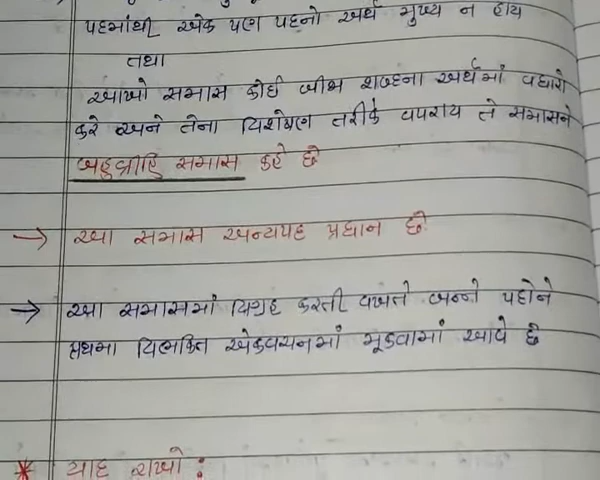 પદમાંથી એક પણ પદનો અર્થ મુખ્ય ન હોય
તથા
આખો સમાસ કોઈ બીજા શબ્દના અર્થમાં વધારો
કરે અને તેના વિશેષણ તરીકે વપરાય તે સમાસને
બહુવ્રીહિ સમાસ કહે છે
→ આ સમાસ અન્યપદ પ્રધાન છે
→ આ સમાસમાં વિગ્રહ કરતી વખતે બન્ને પદોને
પ્રથમા વિભક્તિ એકવચનમાં મૂકવામાં આવે છે
* યાદ રાખો :